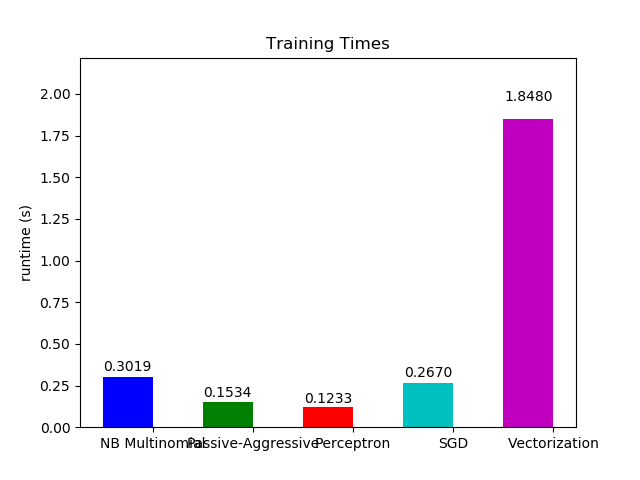 Training Times
runtime (s)
2.00
1.75
1.50
1.25
1.00
0.75
0.50
0.25
0.00
0.3019
0.1534
0.1233
0.2670
1.8480
NB Multinomial
Passive-Aggressive
Perceptron
SGD
Vectorization